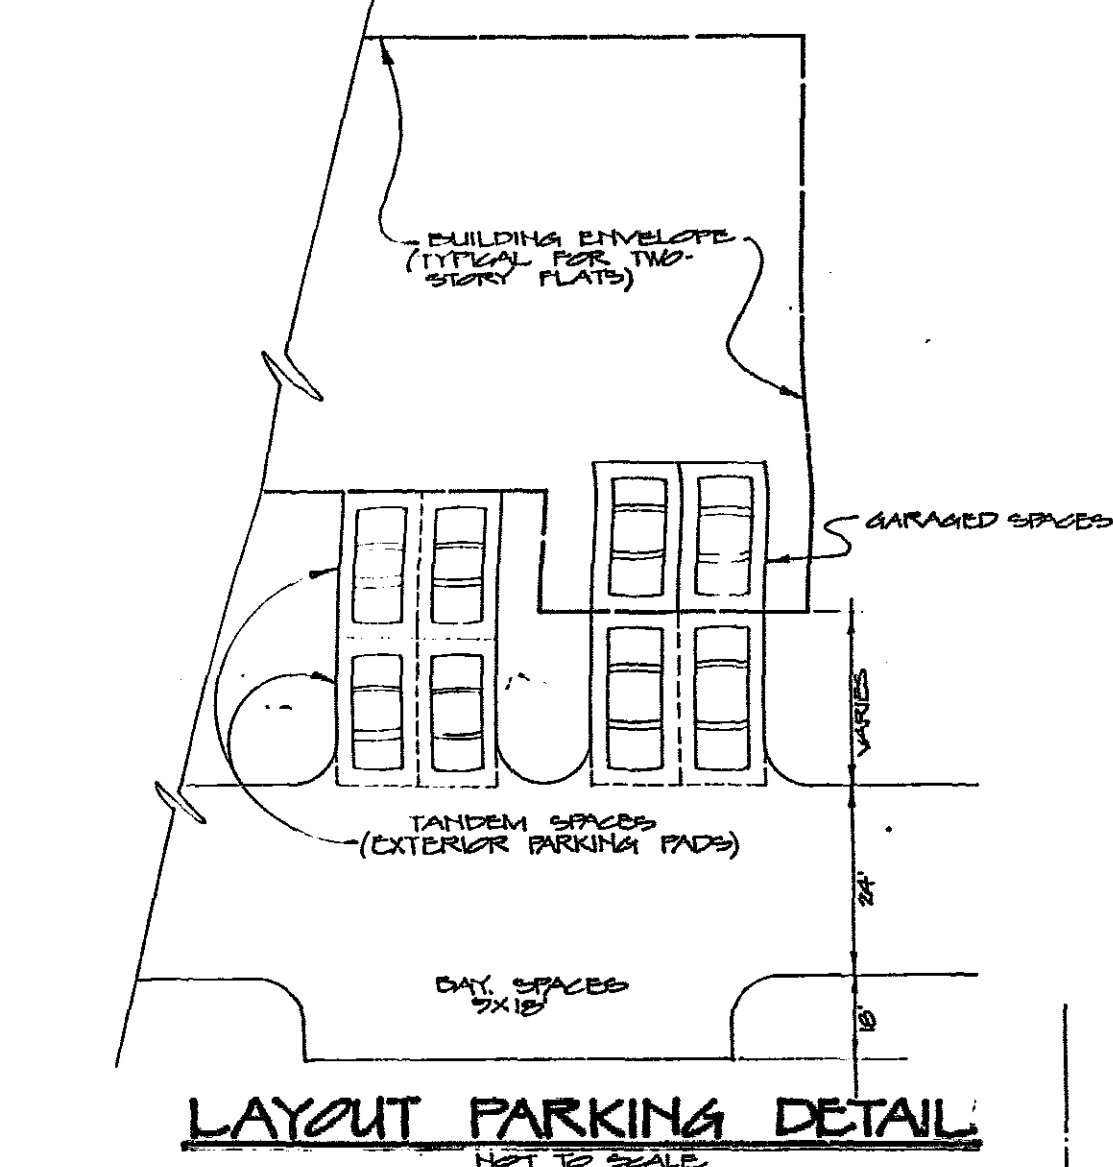 BUILDING ENVELOPE
(TYPICAL FOR TWO-
STORY FLATS)
GARAGED SPACES
VARIES
TANDEM SPACES
(EXTERIOR PARKING PADS)
24'
BAY. SPACES
9X18'
18'
LAYOUT PARKING DETAIL
NOT TO SCALE